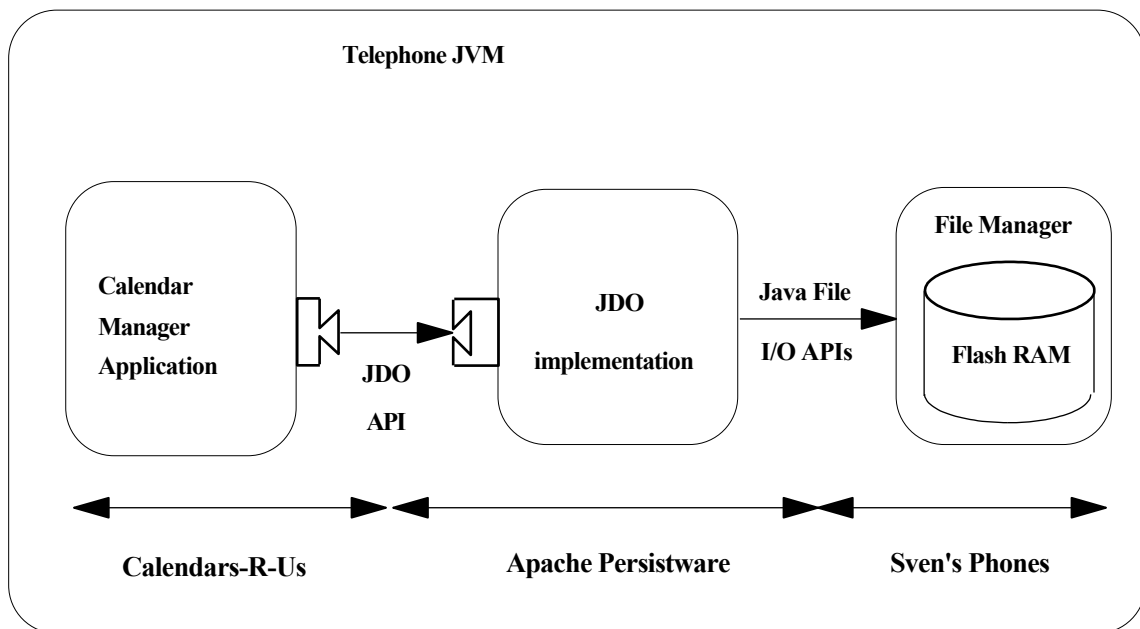 Telephone JVM
Calendar
Manager
Application
JDO
API
JDO
implementation
Java File
I/O APIs
File Manager
Flash RAM
Calendars-R-Us
Apache Persistware
Sven's Phones